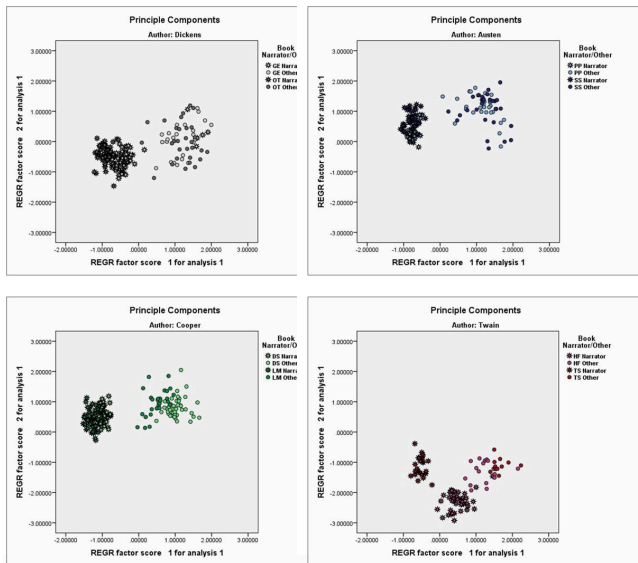 Principle Components
Author: Dickens
Book
Narrator/O
GE Narra
GE Other
OT Narra
OT Other
3.00000
2.00000
1.00000
.00000
-1.00000
-2.00000
-3.00000
REGR factor score 2 for analysis 1
-2.00000 -1.00000 .00000 1.00000 2.00000 3.00000
REGR factor score 1 for analysis 1
Principle Components
Author: Austen
Book
Narrator/Other
PP Narrator
PP Other
SS Narrator
SS Other
3.00000
2.00000
1.00000
.00000
-1.00000
-2.00000
-3.00000
REGR factor score 2 for analysis 1
-2.00000 -1.00000 .00000 1.00000 2.00000 3.00000
REGR factor score 1 for analysis 1
Principle Components
Author: Cooper
Book
Narrator/O
DS Narra
DS Other
LM Narra
LM Other
3.00000
2.00000
1.00000
.00000
-1.00000
-2.00000
-3.00000
REGR factor score 2 for analysis 1
-2.00000 -1.00000 .00000 1.00000 2.00000 3.00000
REGR factor score 1 for analysis 1
Principle Components
Author: Twain
Book
Narrator/Other
HF Narrator
HF Other
TS Narrator
TS Other
3.00000
2.00000
1.00000
.00000
-1.00000
-2.00000
-3.00000
REGR factor score 2 for analysis 1
-2.00000 -1.00000 .00000 1.00000 2.00000 3.00000
REGR factor score 1 for analysis 1